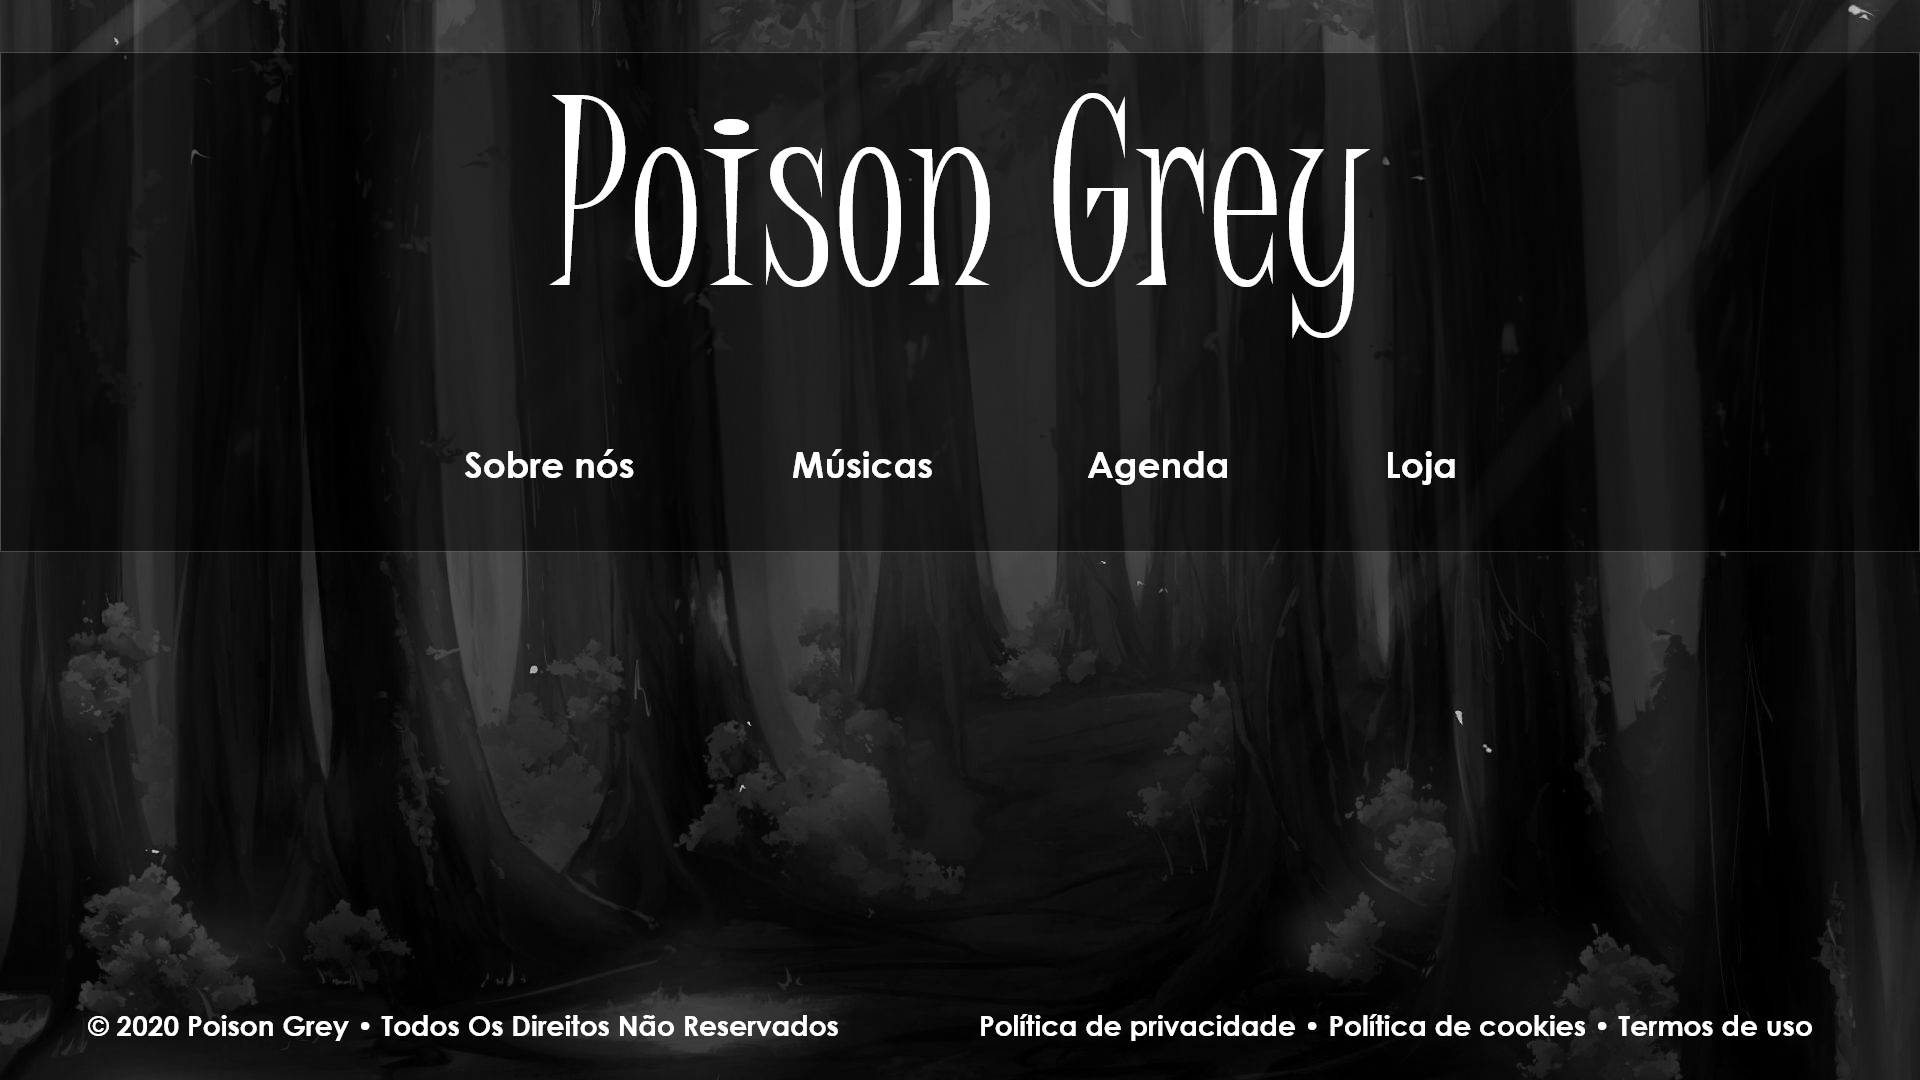 Poison Grey
Sobre nós Músicas Agenda Loja
© 2020 Poison Grey • Todos Os Direitos Não Reservados
Política de privacidade • Política de cookies • Termos de uso